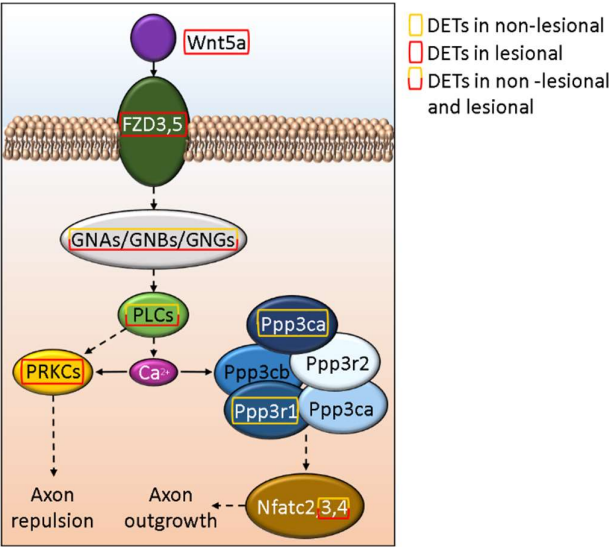 Wnt5a
DETs in non-lesional
DETs in lesional
DETs in non -lesional
and lesional
FZD3,5
GNAs/GNBs/GNGs
PLCs
Ppp3ca
PRKCs
Ca2+
Ppp3cb
Ppp3r2
Ppp3r1
Ppp3ca
Axon
repulsion
Axon
outgrowth
Nfatc2,3,4